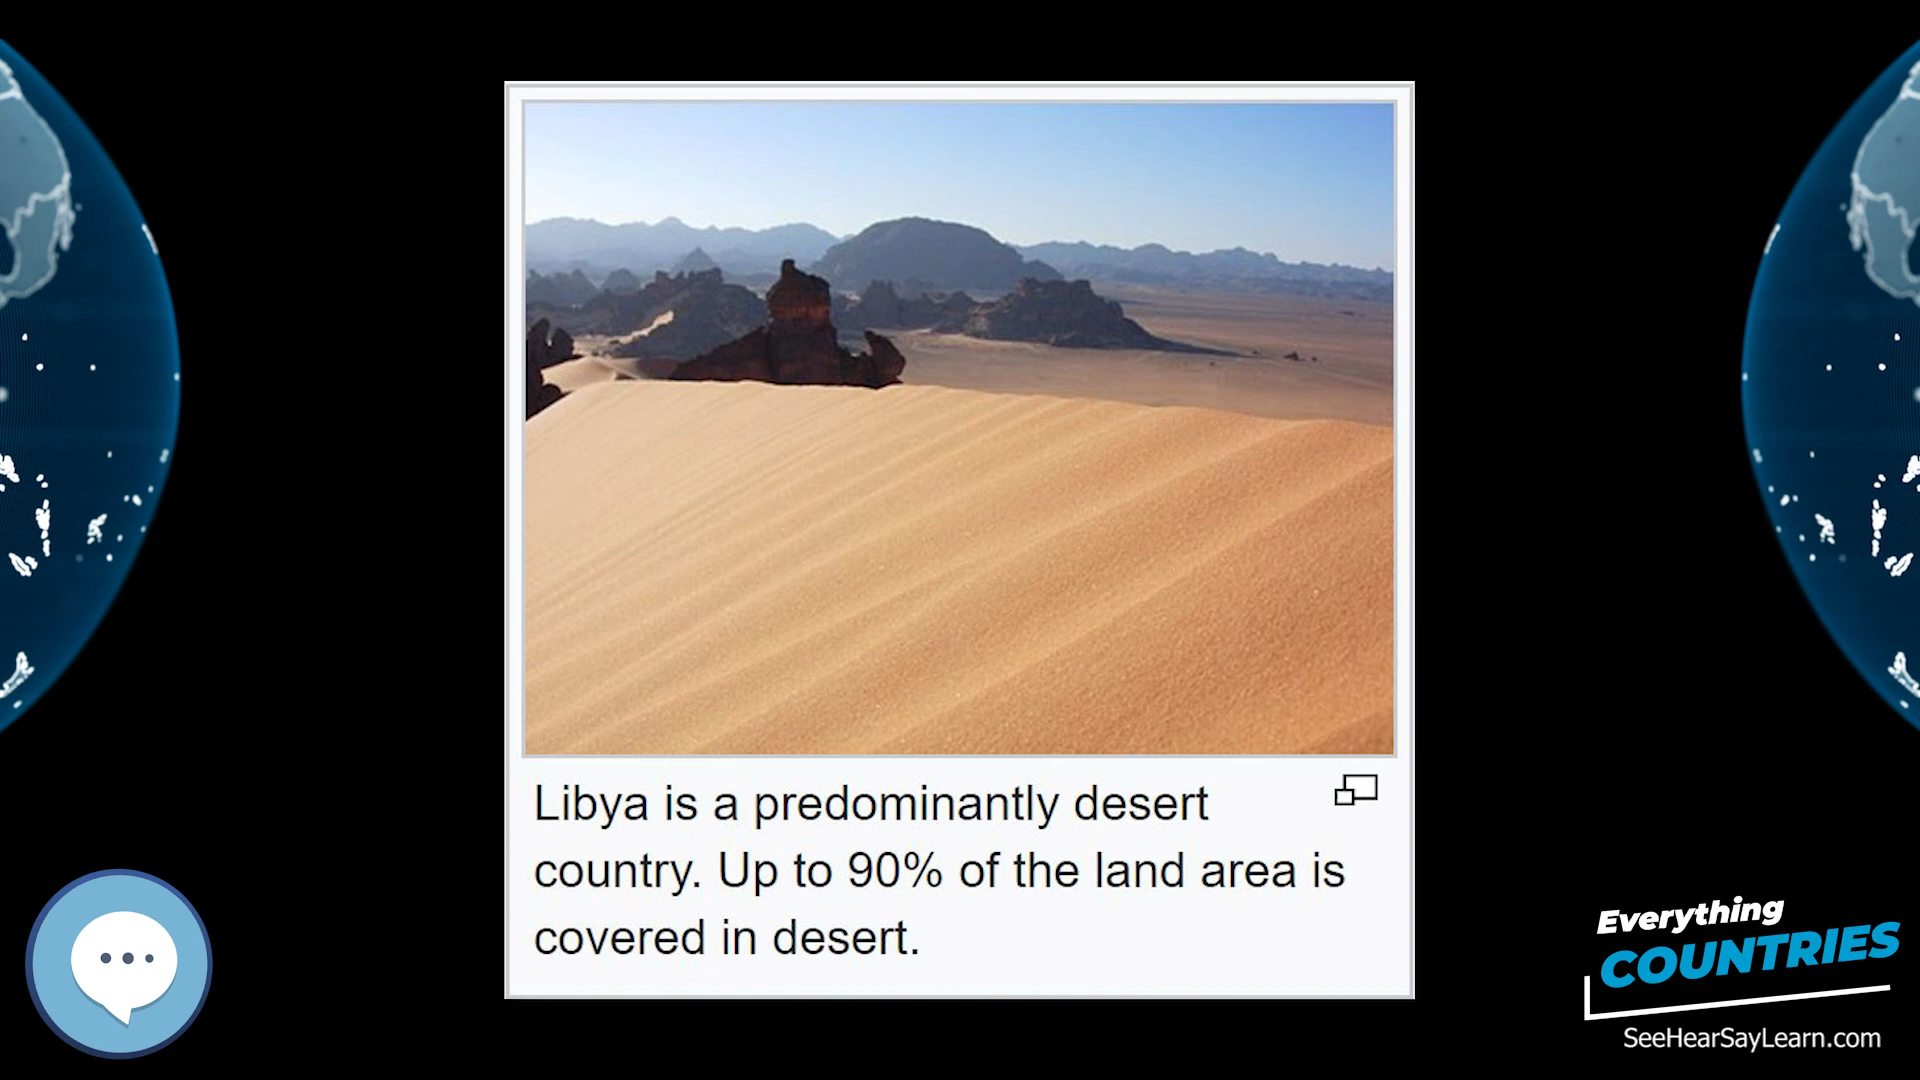 Libya is a predominantly desert
country. Up to 90% of the land area is
covered in desert.
Everything
COUNTRIES
SeeHearSayLearn.com